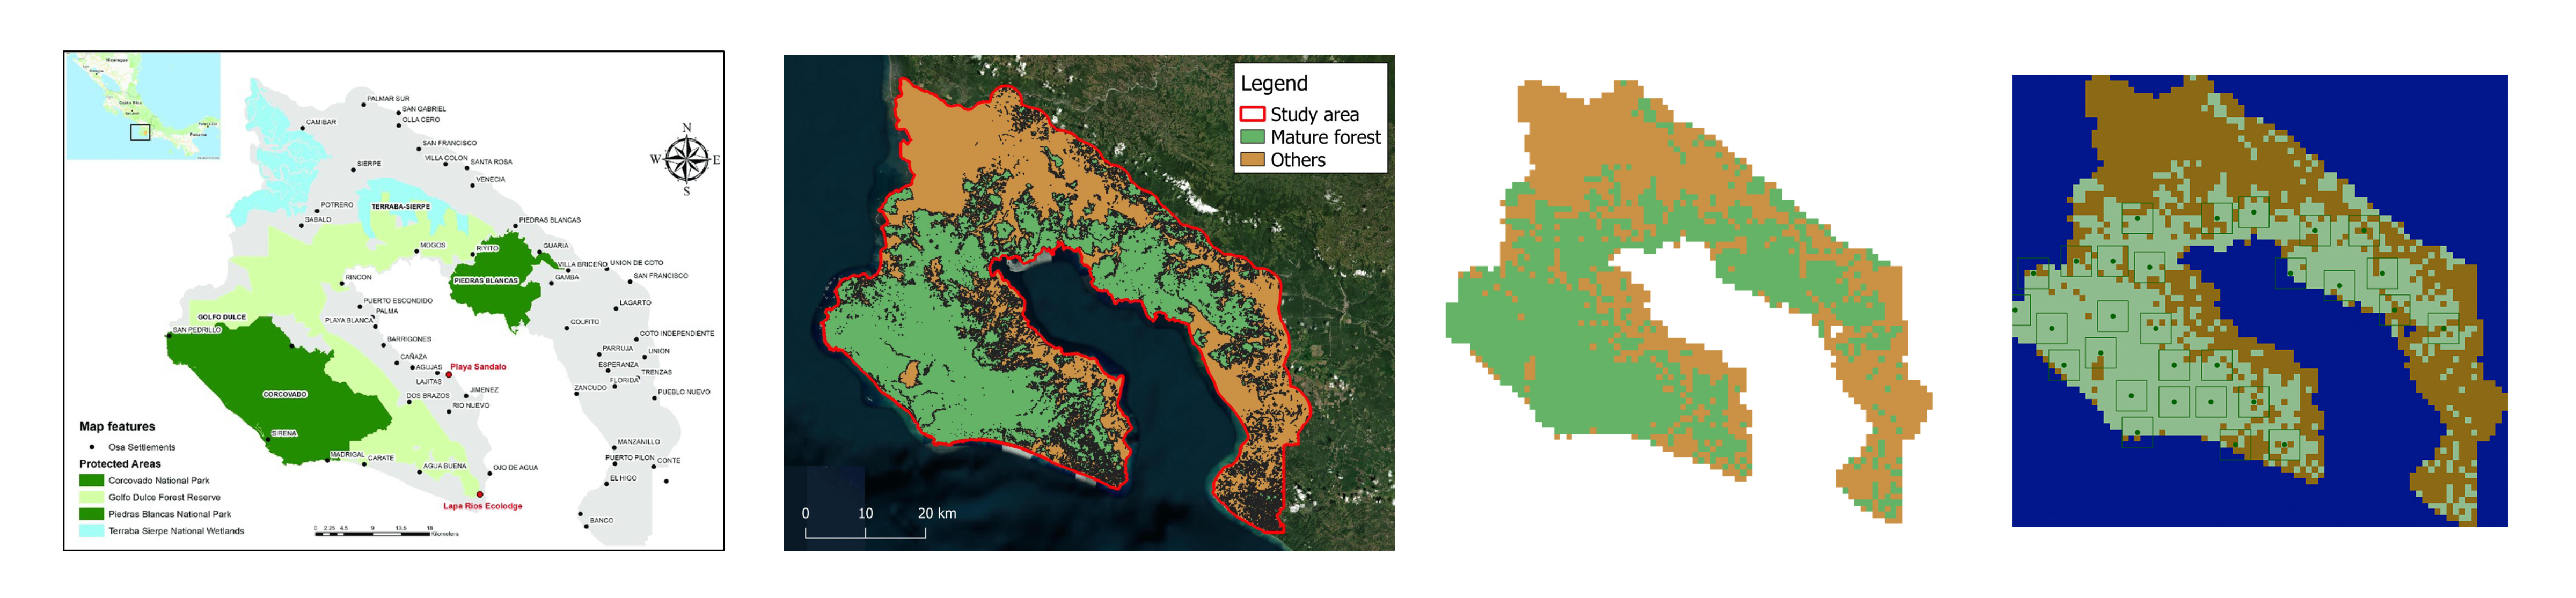 Nicaragua
Costa Rica
Panama
PALMAR SUR
SAN GABRIEL
OLLA CERO
CAMIBAR
SAN FRANCISCO
VILLA COLON
SANTA ROSA
SIERPE
VENECIA
N
W
E
S
POTRERO
TERRABA-SIERPE
SABALO
PIEDRAS BLANCAS
MOGOS
RIYITO
GUARIA
VILLA BRICEÑO
UNION DE COTO
RINCON
PIEDRAS BLANCAS
GAMBA
SAN FRANCISCO
PUERTO ESCONDIDO
LAGARTO
GOLFO DULCE
PALMA
PLAYA BLANCA
GOLFITO
SAN PEDRILLO
COTO INDEPENDIENTE
BARRIGONES
PARRUJA
UNION
CAÑAZA
AGUJAS
Playa Sandalo
ESPERANZA
TRENZAS
LAJITAS
FLORIDA
CORCOVADO
DOS BRAZOS
JIMENEZ
ZANCUDO
PUEBLO NUEVO
RIO NUEVO
SIRENA
MANZANILLO
MADRIGAL
CARATE
AGUA BUENA
OJO DE AGUA
PUERTO PILON
CONTE
EL HIGO
Lapa Rios Ecolodge
BANCO
Map features
Osa Settlements
Protected Areas
Corcovado National Park
Golfo Dulce Forest Reserve
Piedras Blancas National Park
Terraba Sierpe National Wetlands
0 2.25 4.5 9 13.5 18
Kilometers
Legend
Study area
Mature forest
Others
0 10 20 km